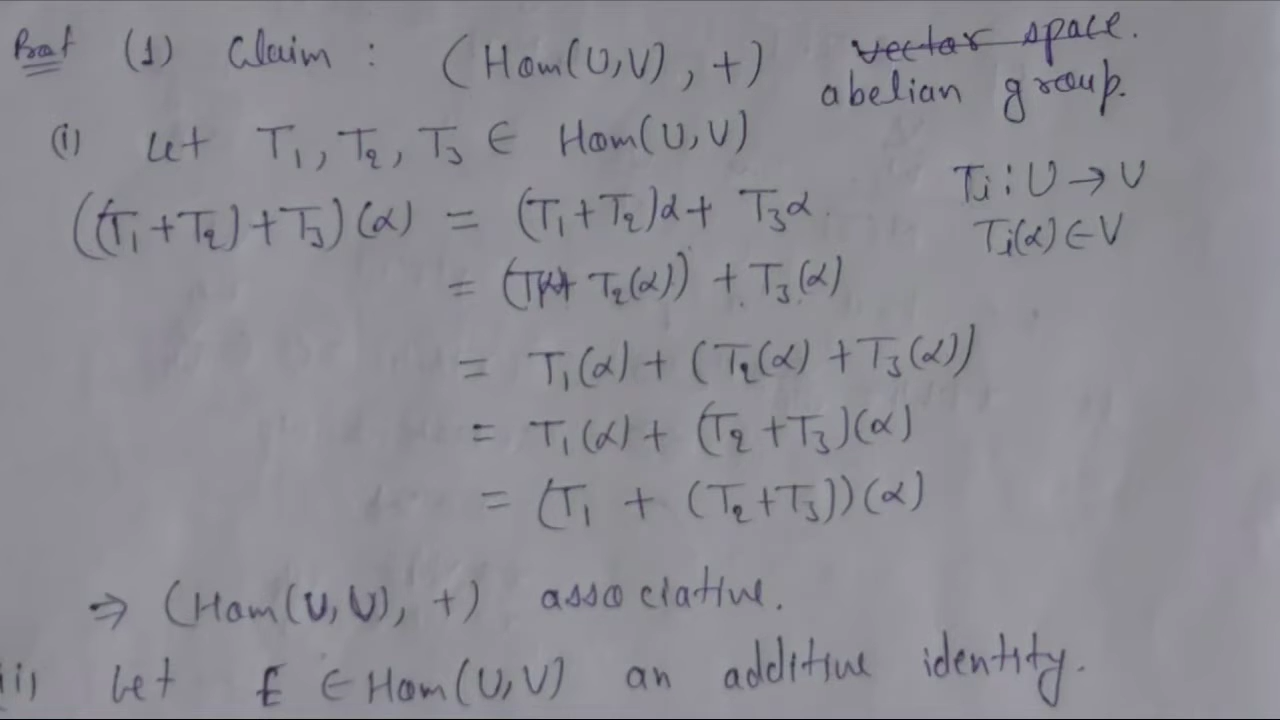 Proof (1) Claim : (Hom(U,V), +) vector space.
abelian group.
(i) Let T₁, T₂, T₃ ∈ Hom(U,V)
Ti : U → V
((T₁+T₂)+T₃)(α) = (T₁+T₂)α + T₃α
Ti(α) ∈ V
= (T₁(α)+ T₂(α)) + T₃(α)
= T₁(α) + (T₂(α) + T₃(α))
= T₁(α) + (T₂ + T₃)(α)
= (T₁ + (T₂+T₃))(α)
⇒ (Hom(U,V), +) associative.
ii) Let E ∈ Hom(U,V) an additive identity.